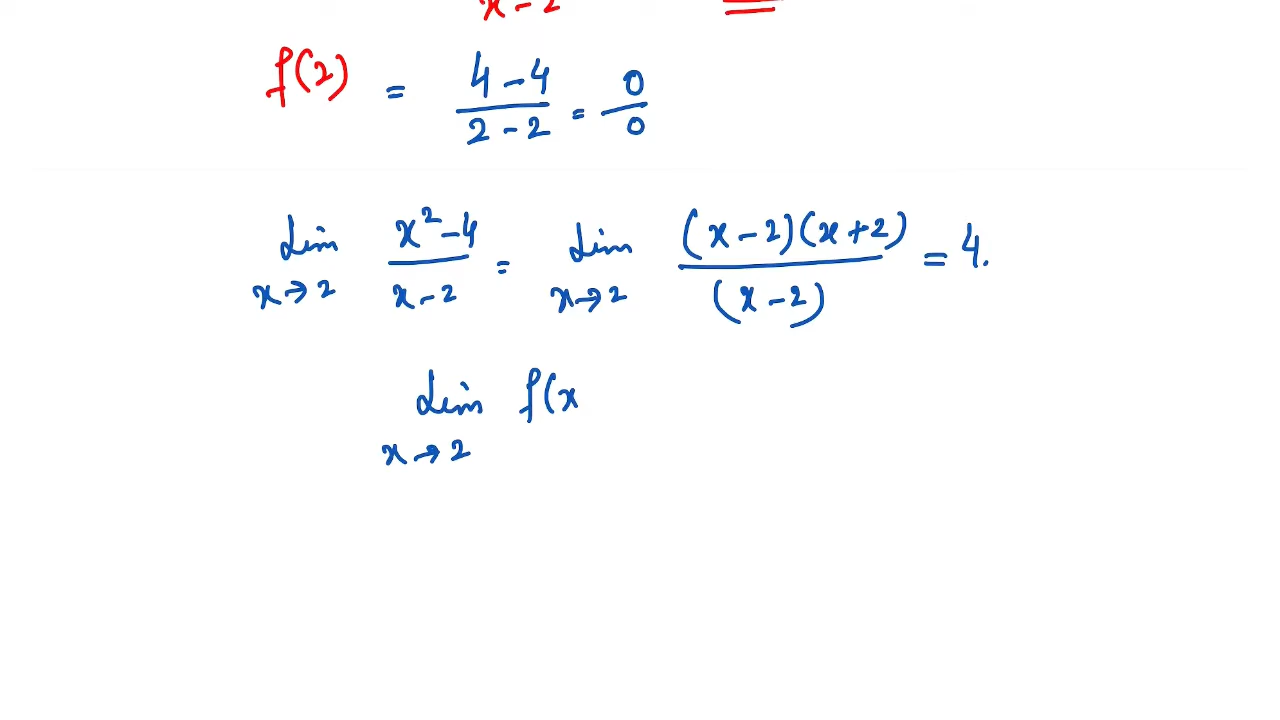 x-2
f(2) = 4-4/2-2 = 0/0
Lim x→2 x²-4/x-2 = Lim x→2 (x-2)(x+2)/(x-2) = 4.
Lim x→2 f(x